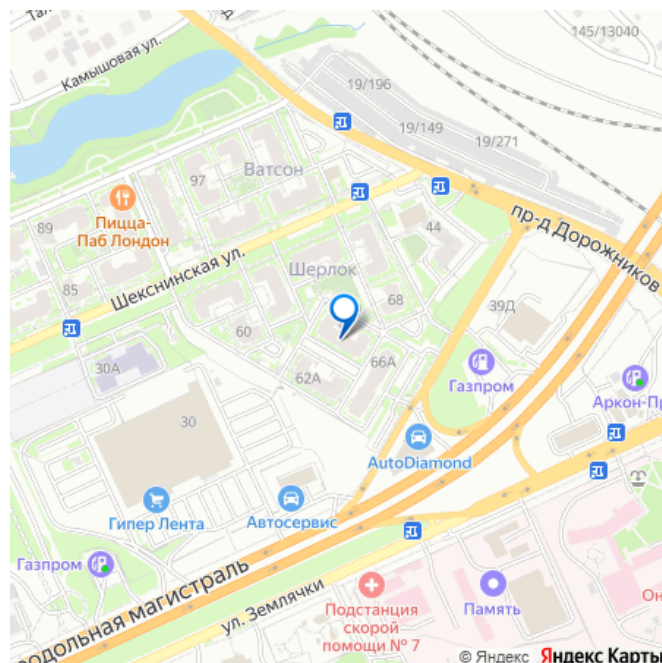 145/13040
Камышовая ул.
19/196
19/149
19/271
Ватсон
97
Пицца-
Паб Лондон
89
44
пр-д Дорожников
Шекснинская ул.
Шерлок
85
68
39Д
60
30А
66А
62А
Газпром
Аркон-Пр
30
AutoDiamond
Гипер Лента
Автосервис
Газпром
одольная магистраль
ул. Землячки
Подстанция
скорой
помощи № 7
Память
Он
© Яндекс Яндекс Карты